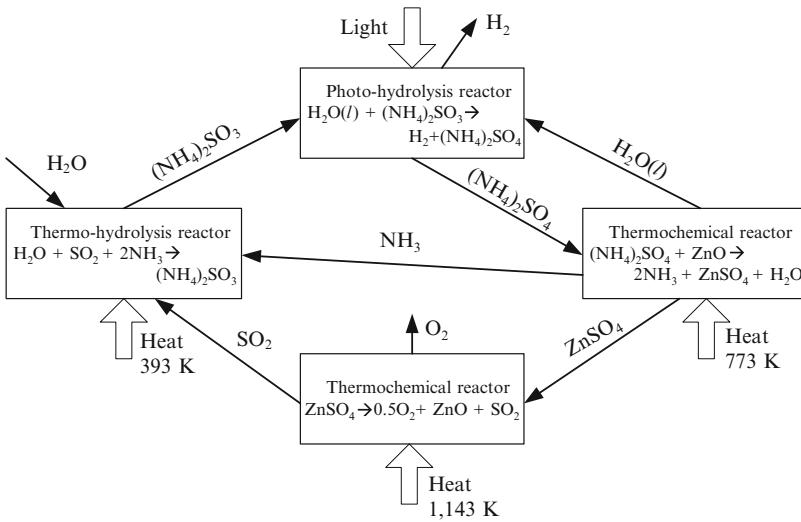 Light
H₂
Photo-hydrolysis reactor
H₂O(l) + (NH₄)₂SO₃→
H₂+(NH₄)₂SO₄
(NH₄)₂SO₃
H₂O(l)
H₂O
(NH₄)₂SO₄
Thermo-hydrolysis reactor
H₂O + SO₂ + 2NH₃→
(NH₄)₂SO₃
NH₃
Thermochemical reactor
(NH₄)₂SO₄ + ZnO→
2NH₃ + ZnSO₄ + H₂O
Heat
393 K
SO₂
O₂
ZnSO₄
Heat
773 K
Thermochemical reactor
ZnSO₄→0.5O₂+ ZnO + SO₂
Heat
1,143 K